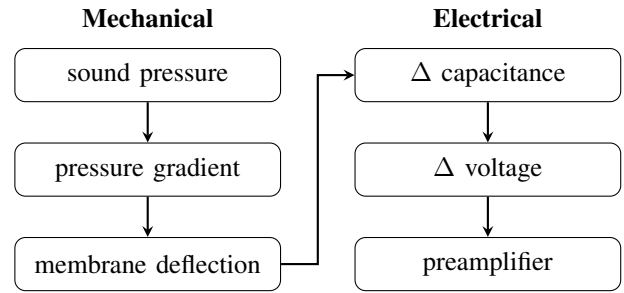 Mechanical
sound pressure
pressure gradient
membrane deflection
Electrical
Δ capacitance
Δ voltage
preamplifier